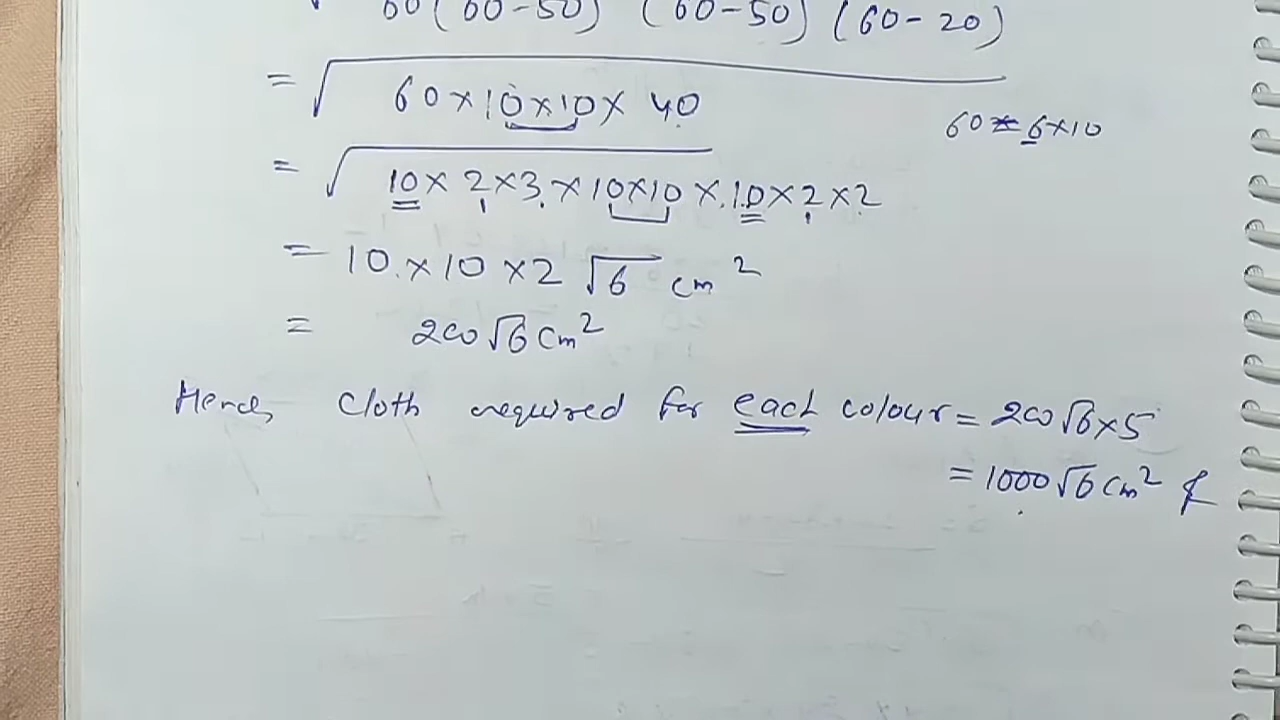 √ 60 (60-50) (60-50) (60-20)
= √ 60×10×10× 40
60 = 6×10
= √ 10× 2×3 ×10×10 ×10×2×2
= 10 ×10 ×2 √6 cm²
= 200 √6 cm²
Hence, Cloth required for each colour = 200 √6×5
= 1000 √6 cm²